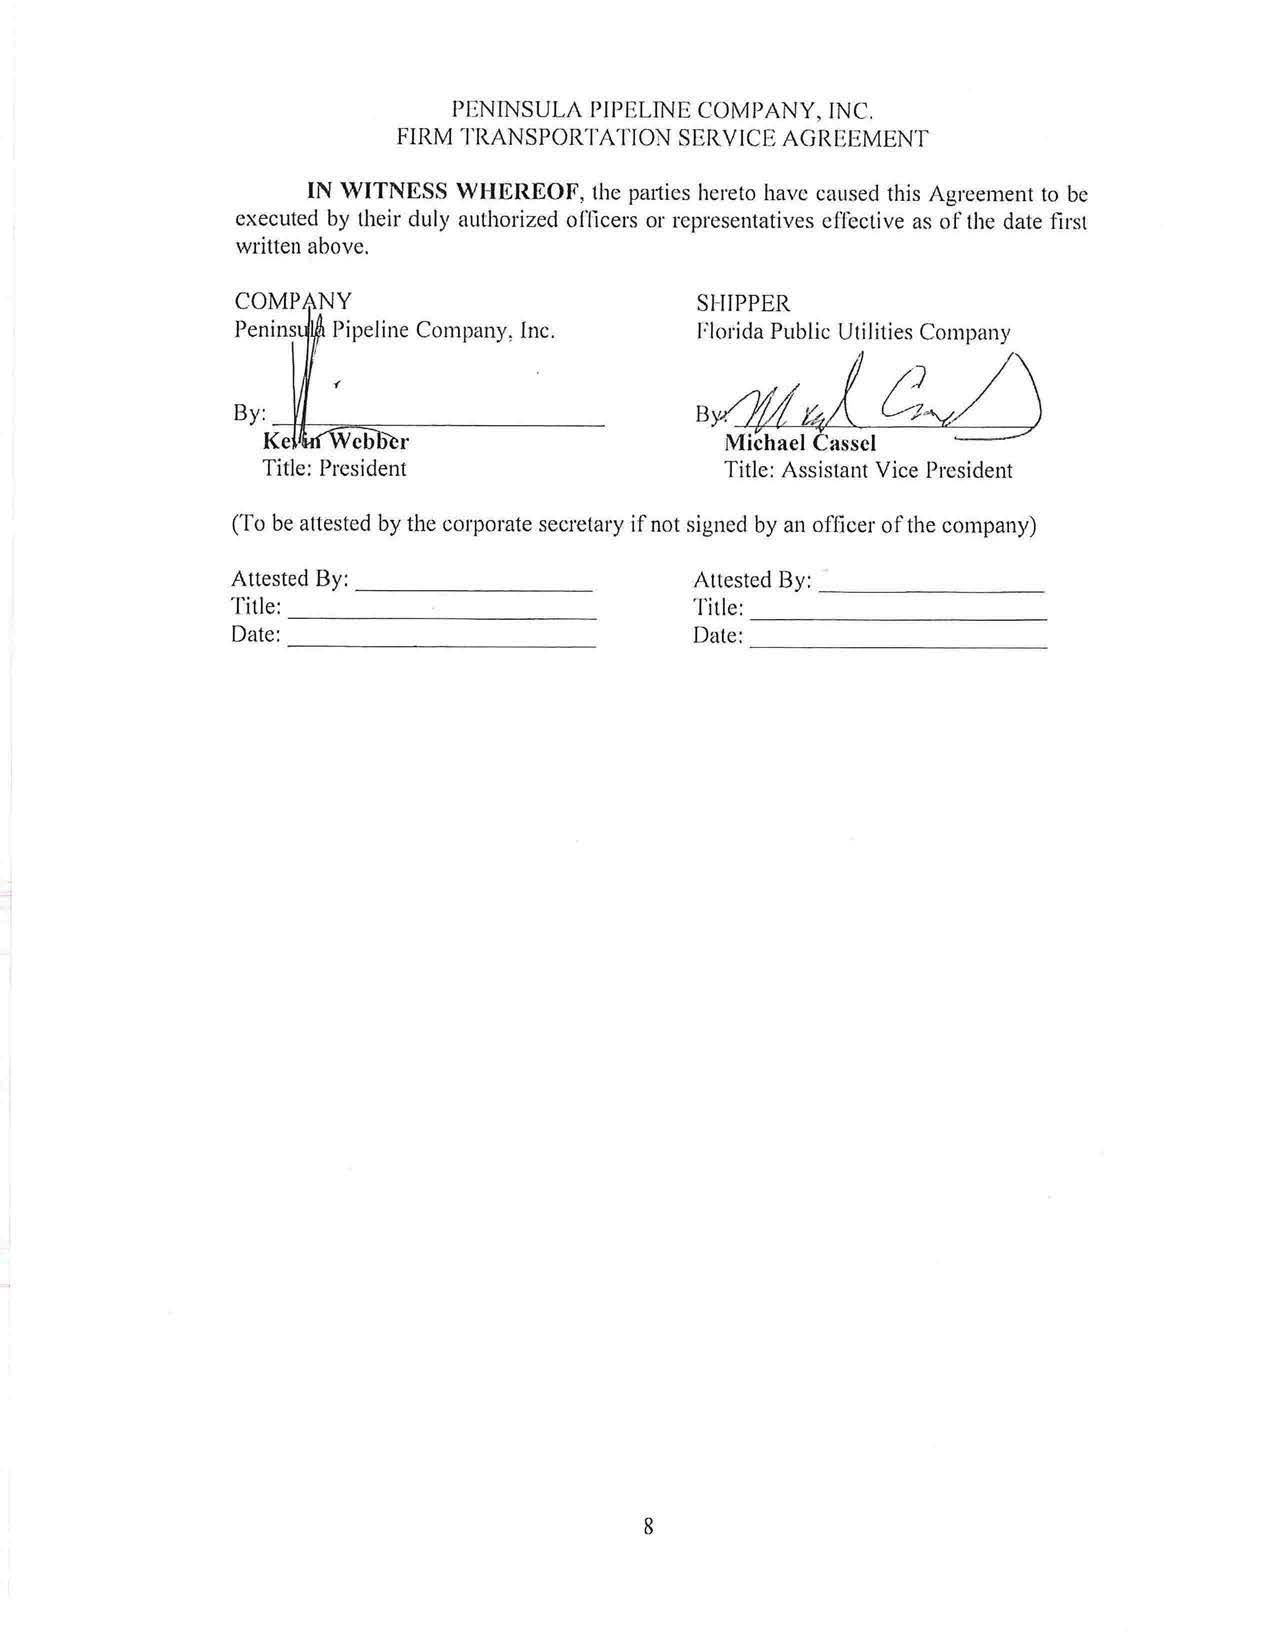 PENINSULA PIPELINE COMPANY, INC.
FIRM TRANSPORTATION SERVICE AGREEMENT
IN WITNESS WHEREOF, the parties hereto have caused this Agreement to be
executed by their duly authorized officers or representatives effective as of the date first
written above.
COMPANY
Peninsula Pipeline Company, Inc.
By:
Kevin Webber
Title: President
SHIPPER
Florida Public Utilities Company
By:
Michael Cassel
Title: Assistant Vice President
(To be attested by the corporate secretary if not signed by an officer of the company)
Attested By:
Title:
Date:
Attested By:
Title:
Date:
8